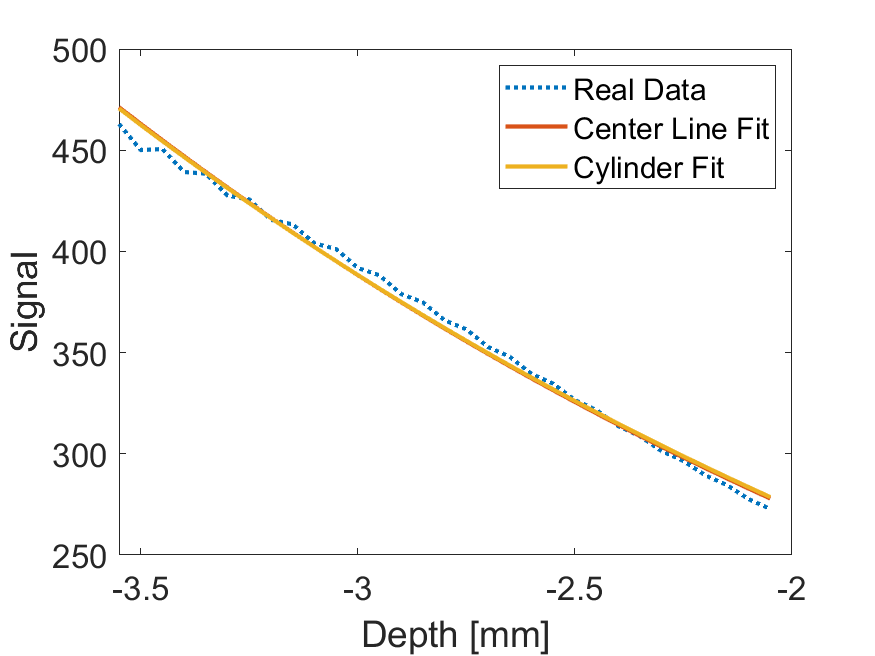 500
450
400
350
300
250
Signal
Real Data
Center Line Fit
Cylinder Fit
-3.5
-3
-2.5
-2
Depth [mm]